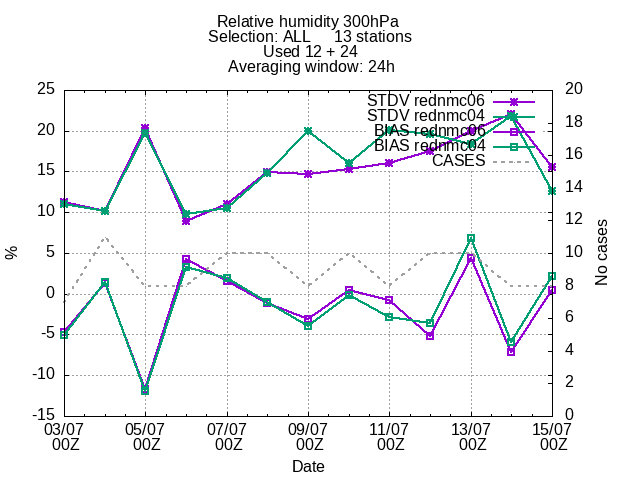 Relative humidity 300hPa
Selection: ALL 13 stations
Used 12 + 24
Averaging window: 24h
STDV rednmc06
STDV rednmc04
BIAS rednmc06
BIAS rednmc04
CASES
25
20
15
10
5
0
-5
-10
-15
%
20
18
16
14
12
10
8
6
4
2
0
No cases
03/07 05/07 07/07 09/07 11/07 13/07 15/07
00Z 00Z 00Z 00Z 00Z 00Z 00Z
Date